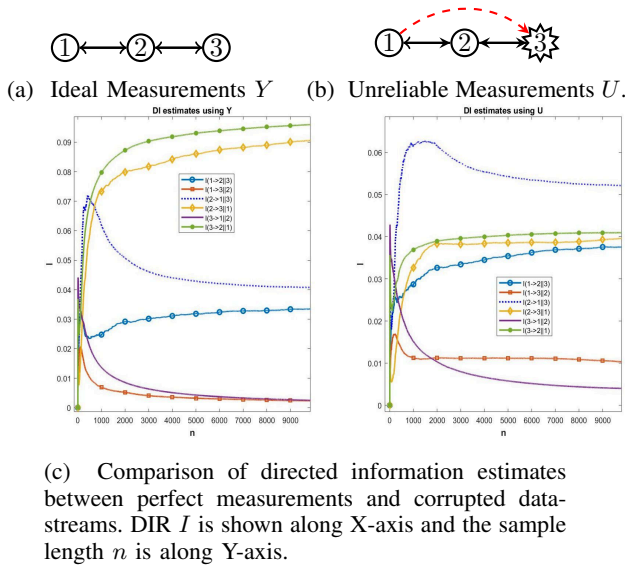 1 2 3
1 2 3
(a) Ideal Measurements Y
(b) Unreliable Measurements U.
DI estimates using Y
0.09
0.08
0.07
0.06
0.05
0.04
0.03
0.02
0.01
0
I
I(1->2||3)
I(1->3||2)
I(2->1||3)
I(2->3||1)
I(3->1||2)
I(3->2||1)
0 1000 2000 3000 4000 5000 6000 7000 8000 9000
n
DI estimates using U
0.06
0.05
0.04
0.03
0.02
0.01
0
I
I(1->2||3)
I(1->3||2)
I(2->1||3)
I(2->3||1)
I(3->1||2)
I(3->2||1)
0 1000 2000 3000 4000 5000 6000 7000 8000 9000
n
(c) Comparison of directed information estimates
between perfect measurements and corrupted data-
streams. DIR I is shown along X-axis and the sample
length n is along Y-axis.